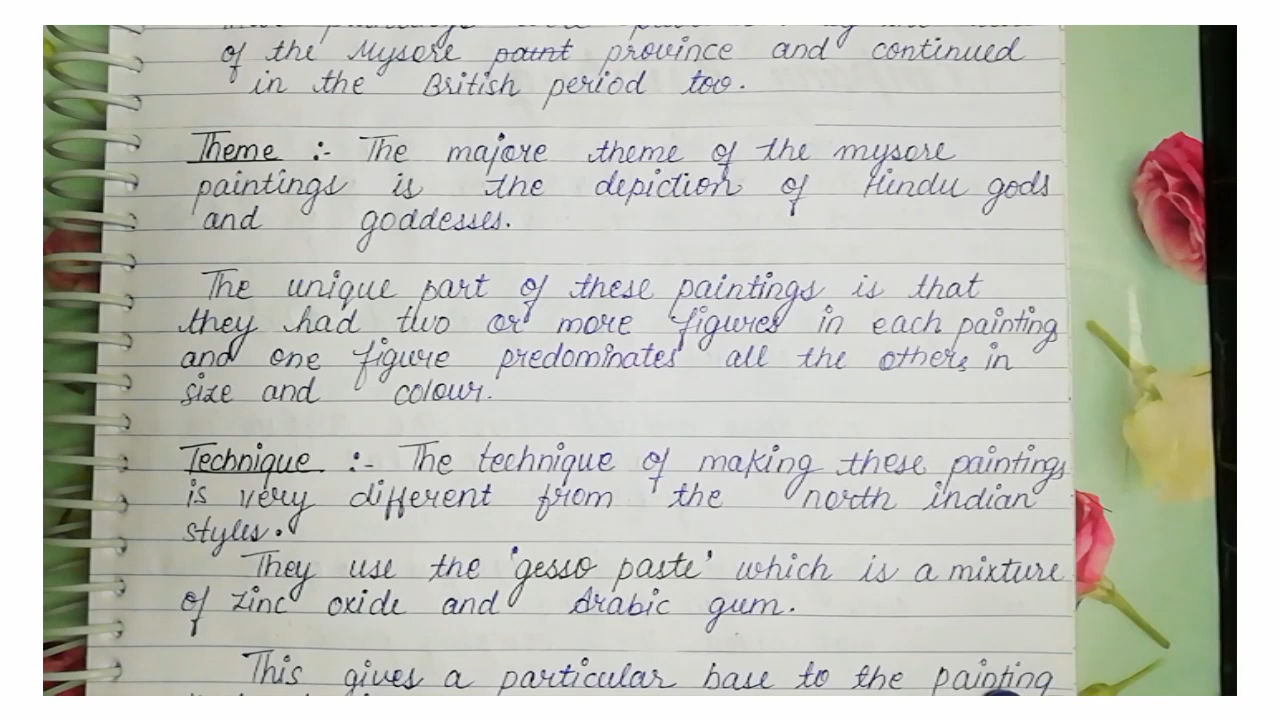 of the Mysore paint province and continued
in the British period too.
Theme :- The majore theme of the mysore
paintings is the depiction of Hindu gods
and goddesses.
The unique part of these paintings is that
they had two or more figures in each painting
and one figure predominates all the others in
size and colour.
Technique :- The technique of making these paintings
is very different from the north indian
styles.
They use the 'gesso paste' which is a mixture
of zinc oxide and Arabic gum.
This gives a particular base to the painting